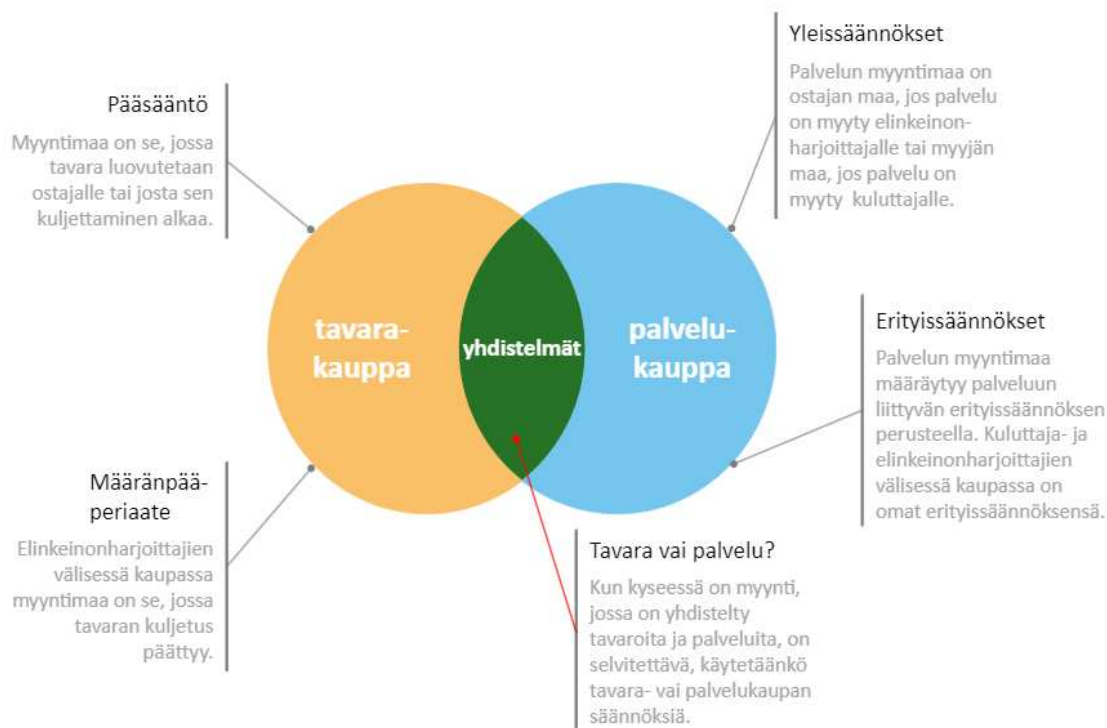 Pääsääntö
Myyntimaa on se, jossa
tavara luovutetaan
ostajalle tai josta sen
kuljettaminen alkaa.
Yleissäännökset
Palvelun myyntimaa on
ostajan maa, jos palvelu
on myyty elinkeinon-
harjoittajalle tai myyjän
maa, jos palvelu on
myyty kuluttajalle.
tavara-
kauppa
yhdistelmät
palvelu-
kauppa
Erityissäännökset
Palvelun myyntimaa
määräytyy palveluun
liittyvän erityissäännöksen
perusteella. Kuluttaja- ja
elinkeinonharjoittajien
välisessä kaupassa on
omat erityissäännöksensä.
Määränpää-
periaate
Elinkeinonharjoittajien
välisessä kaupassa
myyntimaa on se, jossa
tavaran kuljetus
päättyy.
Tavara vai palvelu?
Kun kyseessä on myynti,
jossa on yhdistelty
tavaroita ja palveluita, on
selvitettävä, käytetäänkö
tavara- vai palvelukaupan
säännöksiä.